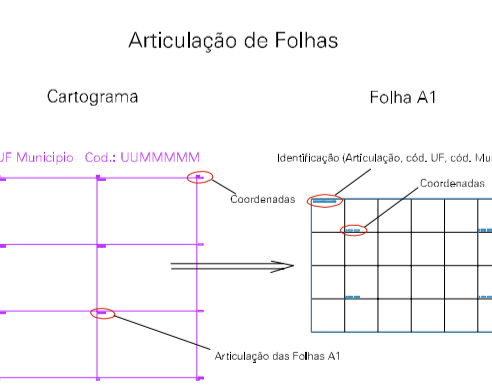 Articulação de Folhas
Cartograma
Folha A1
UF Municipio Cod.: UUMMMMM
Identificação (Articulação, cód. UF, cód. Mu
Coordenadas
Coordenadas
Articulação das Folhas A1